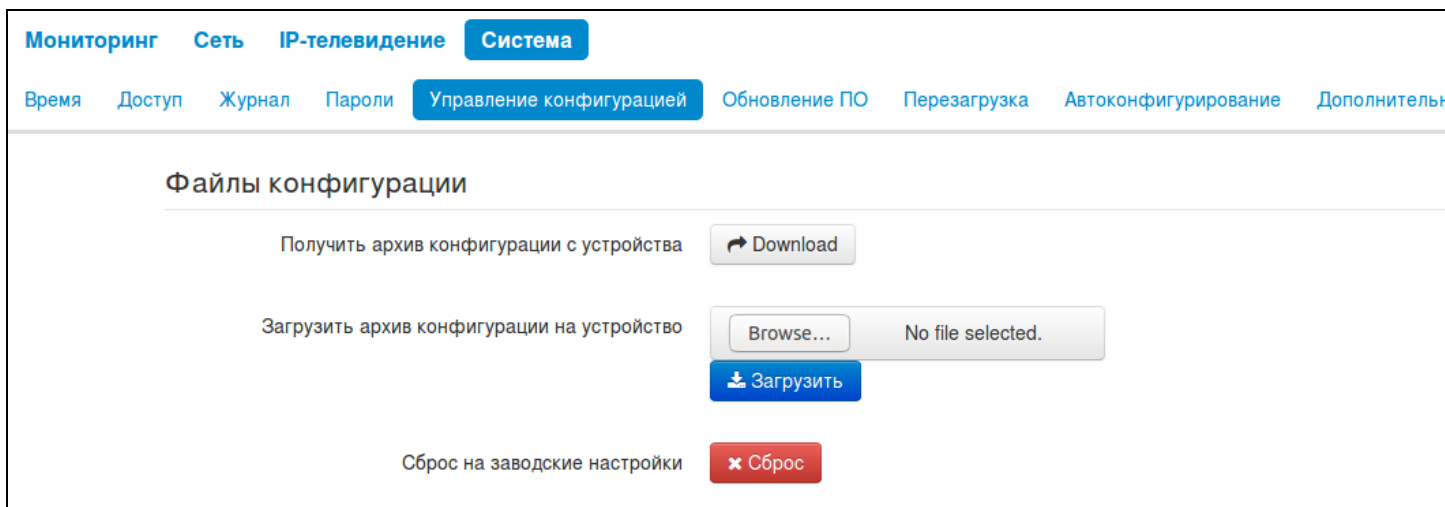 Мониторинг Сеть IP-телевидение Система
Время Доступ Журнал Пароли Управление конфигурацией Обновление ПО Перезагрузка Автоконфигурирование Дополнительн
Файлы конфигурации
Получить архив конфигурации с устройства Download
Загрузить архив конфигурации на устройство Browse... No file selected.
Загрузить
Сброс на заводские настройки Сброс